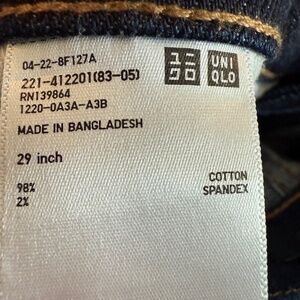 04-22-8F127A
221-412201(83-05)
RN139864
1220-0A3A-A3B
ユニ
クロ
UNI
QLO
MADE IN BANGLADESH
29 inch
98% COTTON
2% SPANDEX